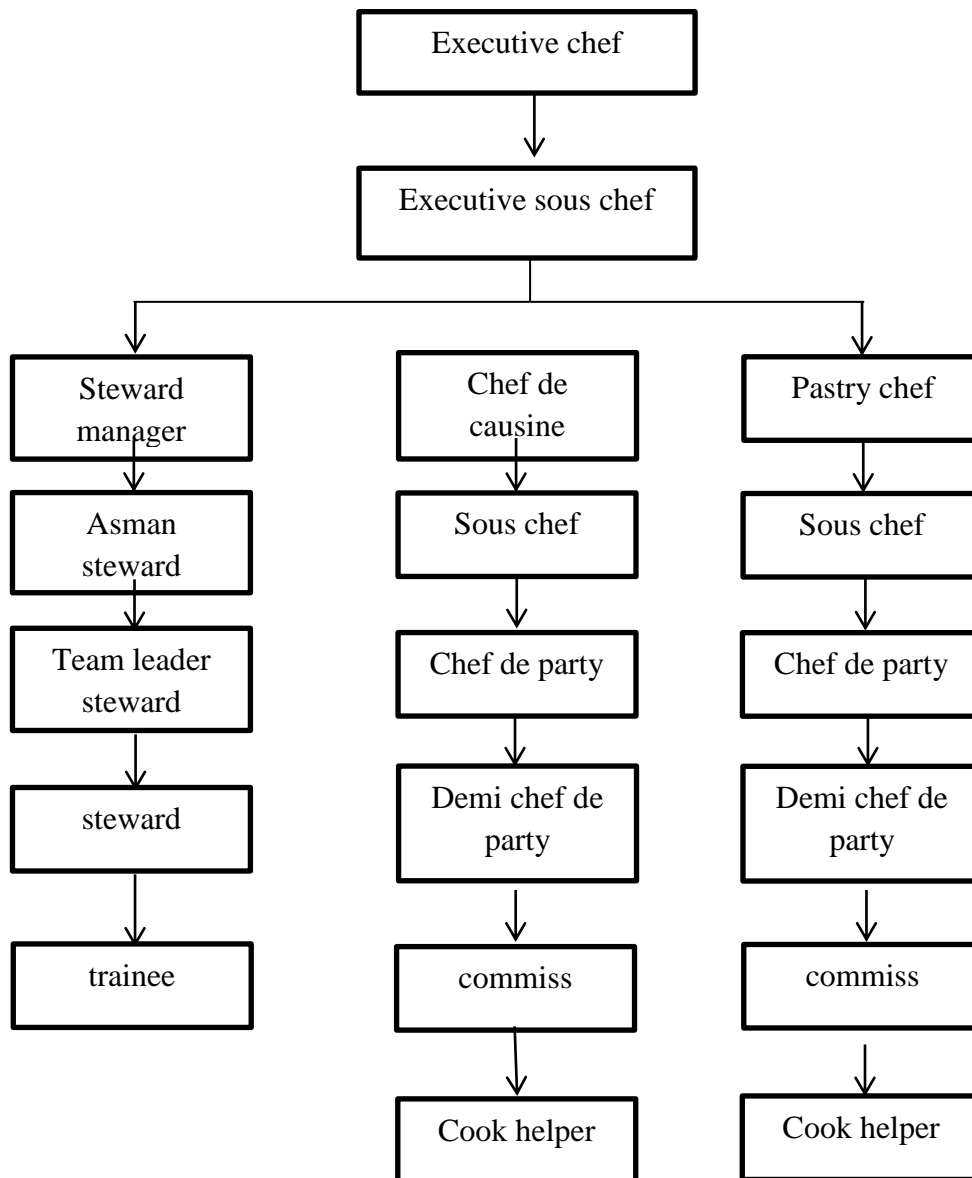 Executive chef
Executive sous chef
Steward
manager
Chef de
causine
Pastry chef
Asman
steward
Sous chef
Sous chef
Team leader
steward
Chef de party
Chef de party
steward
Demi chef de
party
Demi chef de
party
trainee
commiss
commiss
Cook helper
Cook helper